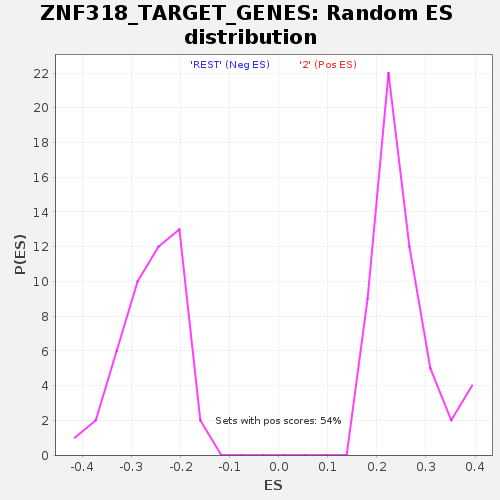 ZNF318_TARGET_GENES: Random ES
distribution
'REST' (Neg ES) '2' (Pos ES)
22
20
18
16
14
12
10
8
6
4
2
0
P(ES)
Sets with pos scores: 54%
-0.4 -0.3 -0.2 -0.1 0.0 0.1 0.2 0.3 0.4
ES